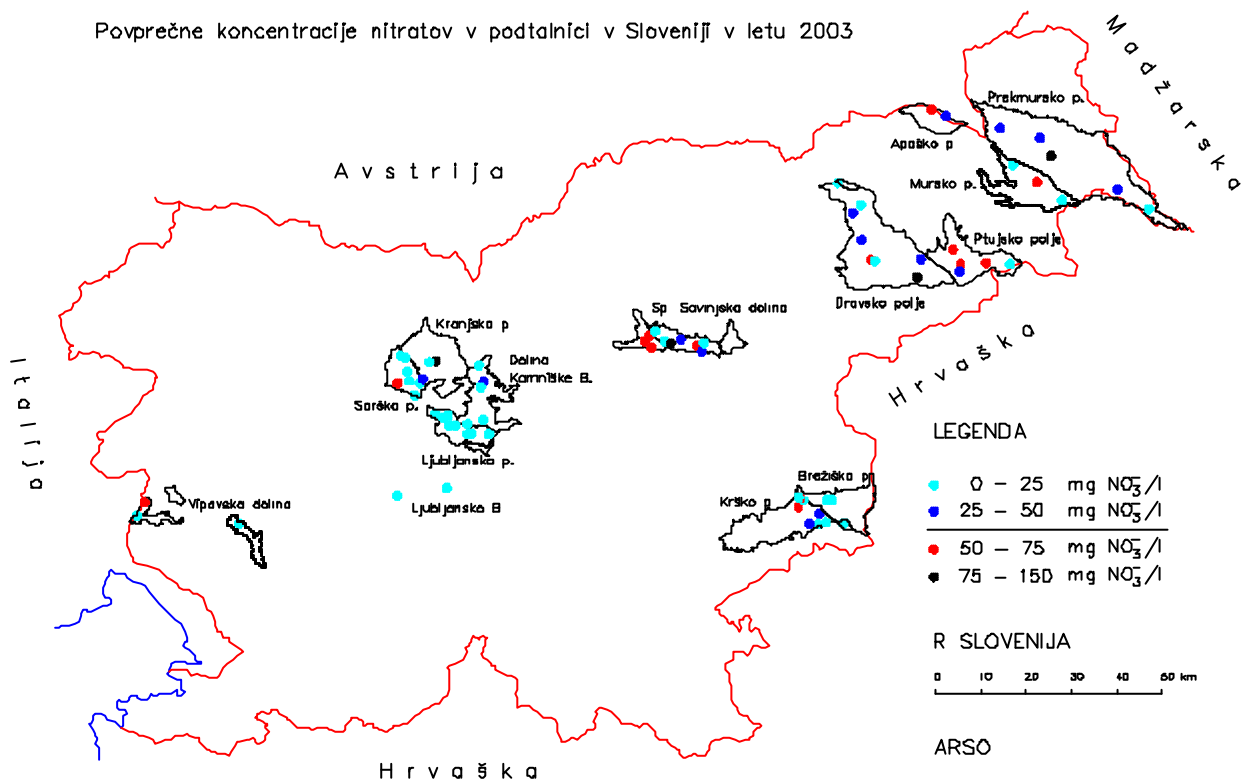 Povprečne koncentracije nitratov v podtalnici v Sloveniji v letu 2003
Madžarska
Prekmursko p.
Apaško p
Avstrija
Mursko p.
Ptujsko polje
Dravsko polje
Sp Savinjska dolina
Kranjsko p
Dolina
Kamniške B.
Hrvaška
Italija
Sorško p.
LEGENDA
Ljubljansko p.
Brežiško p
0 – 25 mg NO₃⁻/l
Vipavska dolina
Ljubljansko B
Krško p
25 – 50 mg NO₃⁻/l
50 – 75 mg NO₃⁻/l
75 – 150 mg NO₃⁻/l
R SLOVENIJA
0 10 20 30 40 50 km
ARSO
Hrvaška